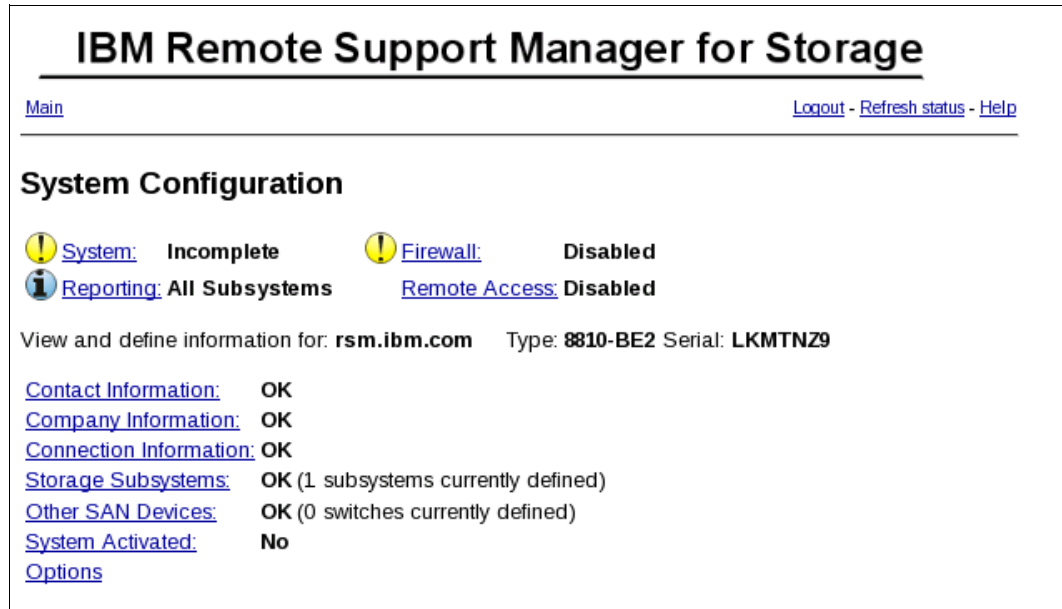 IBM Remote Support Manager for Storage
Main Logout - Refresh status - Help
System Configuration
System: Incomplete Firewall: Disabled
Reporting: All Subsystems Remote Access: Disabled
View and define information for: rsm.ibm.com Type: 8810-BE2 Serial: LKMTNZ9
Contact Information: OK
Company Information: OK
Connection Information: OK
Storage Subsystems: OK (1 subsystems currently defined)
Other SAN Devices: OK (0 switches currently defined)
System Activated: No
Options